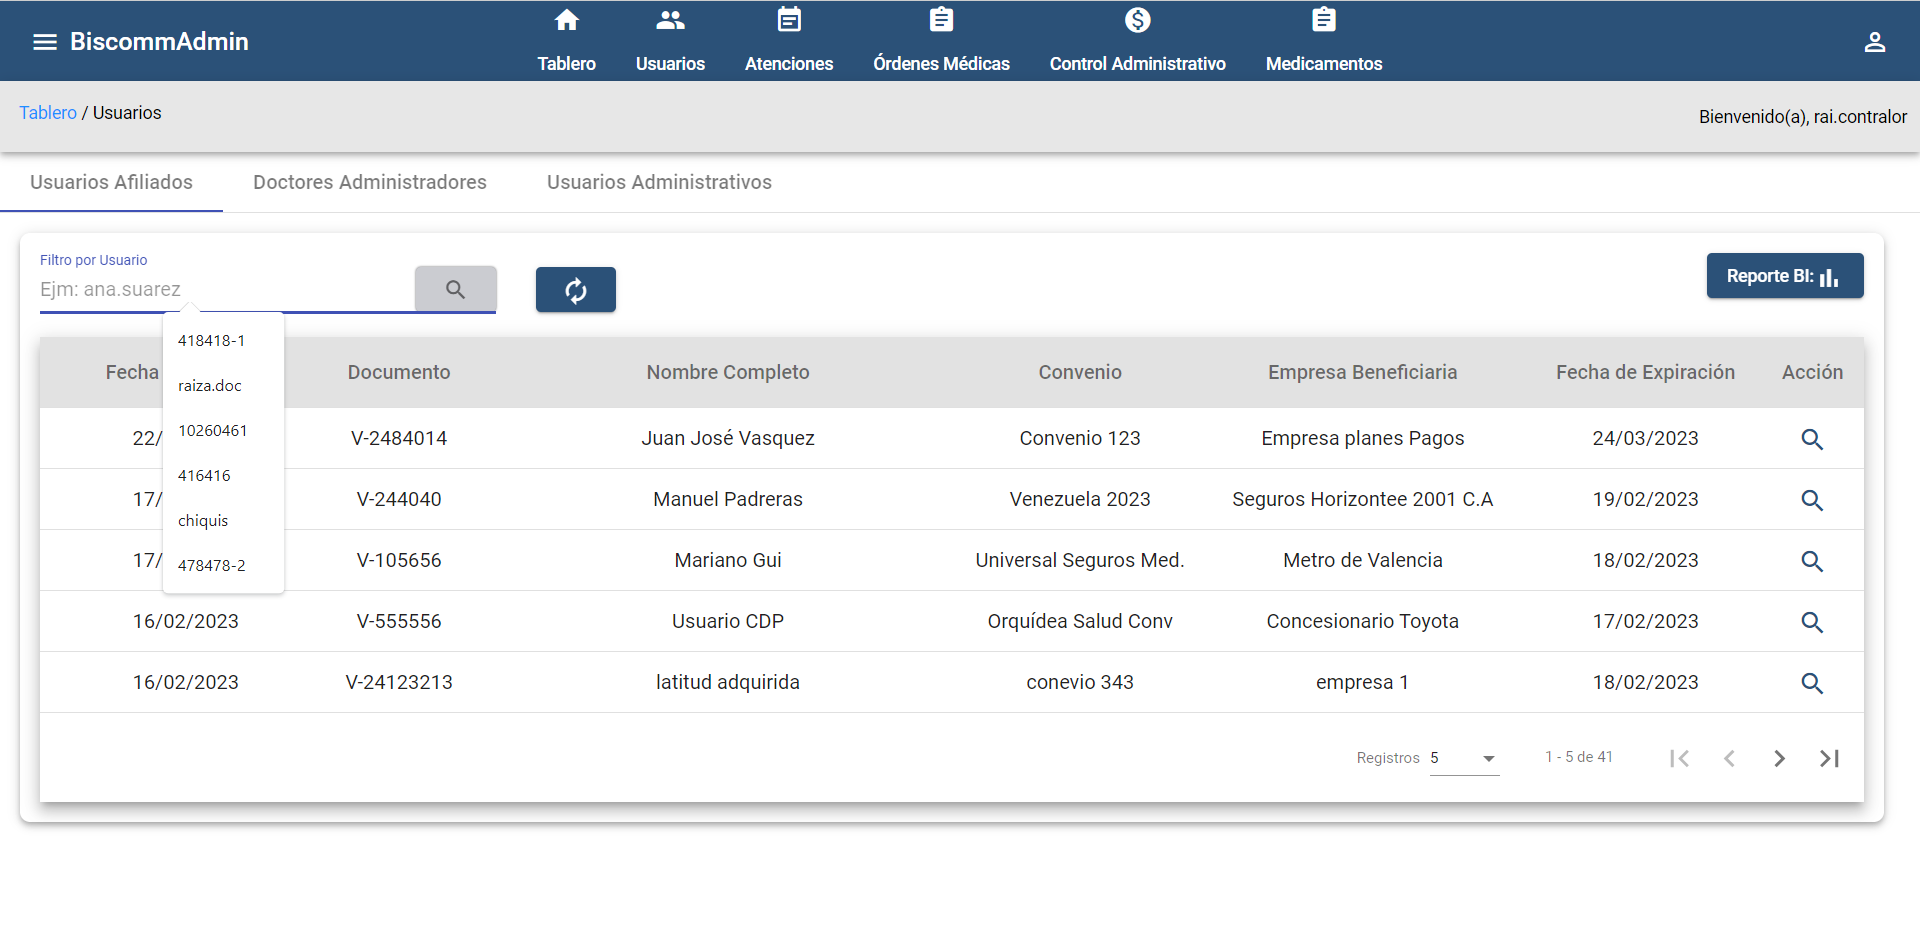 BiscommAdmin
Tablero
Usuarios
Atenciones
Órdenes Médicas
Control Administrativo
Medicamentos
Tablero / Usuarios
Bienvenido(a), rai.contralor
Usuarios Afiliados
Doctores Administradores
Usuarios Administrativos
Filtro por Usuario
Ejm: ana.suarez
Reporte BI:
418418-1
raiza.doc
10260461
416416
chiquis
478478-2
Fecha Documento Nombre Completo Convenio Empresa Beneficiaria Fecha de Expiración Acción
22/ V-2484014 Juan José Vasquez Convenio 123 Empresa planes Pagos 24/03/2023
17/ V-244040 Manuel Padreras Venezuela 2023 Seguros Horizontee 2001 C.A 19/02/2023
17/ V-105656 Mariano Gui Universal Seguros Med. Metro de Valencia 18/02/2023
16/02/2023 V-555556 Usuario CDP Orquídea Salud Conv Concesionario Toyota 17/02/2023
16/02/2023 V-24123213 latitud adquirida conevio 343 empresa 1 18/02/2023
Registros 5 1 - 5 de 41